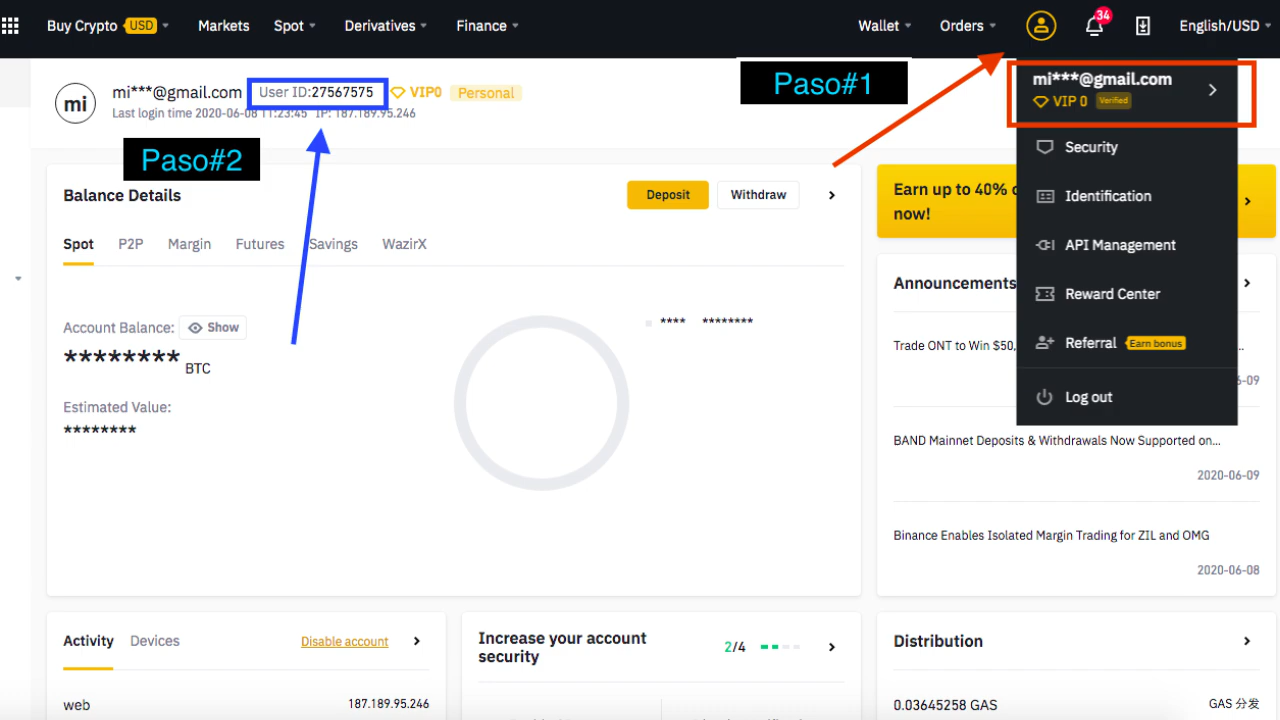 Buy Crypto USD Markets Spot Derivatives Finance Wallet Orders 34 English/USD
Paso#1
mi***@gmail.com
VIP 0 Verified
mi
mi***@gmail.com User ID:27567575 VIP0 Personal
Last login time 2020-06-08 11:23:45 IP: 187.189.95.246
Paso#2
Security
Identification
API Management
Reward Center
Referral Earn bonus
Log out
Balance Details Deposit Withdraw
Spot P2P Margin Futures Savings WazirX
Account Balance: Show
******** BTC
Estimated Value:
********
**** ********
Earn up to 40%
now!
Announcements
Trade ONT to Win $50,
...
6-09
BAND Mainnet Deposits & Withdrawals Now Supported on...
2020-06-09
Binance Enables Isolated Margin Trading for ZIL and OMG
2020-06-08
Activity Devices Disable account
web 187.189.95.246
Increase your account
security
2/4
Distribution
0.03645258 GAS GAS 分发